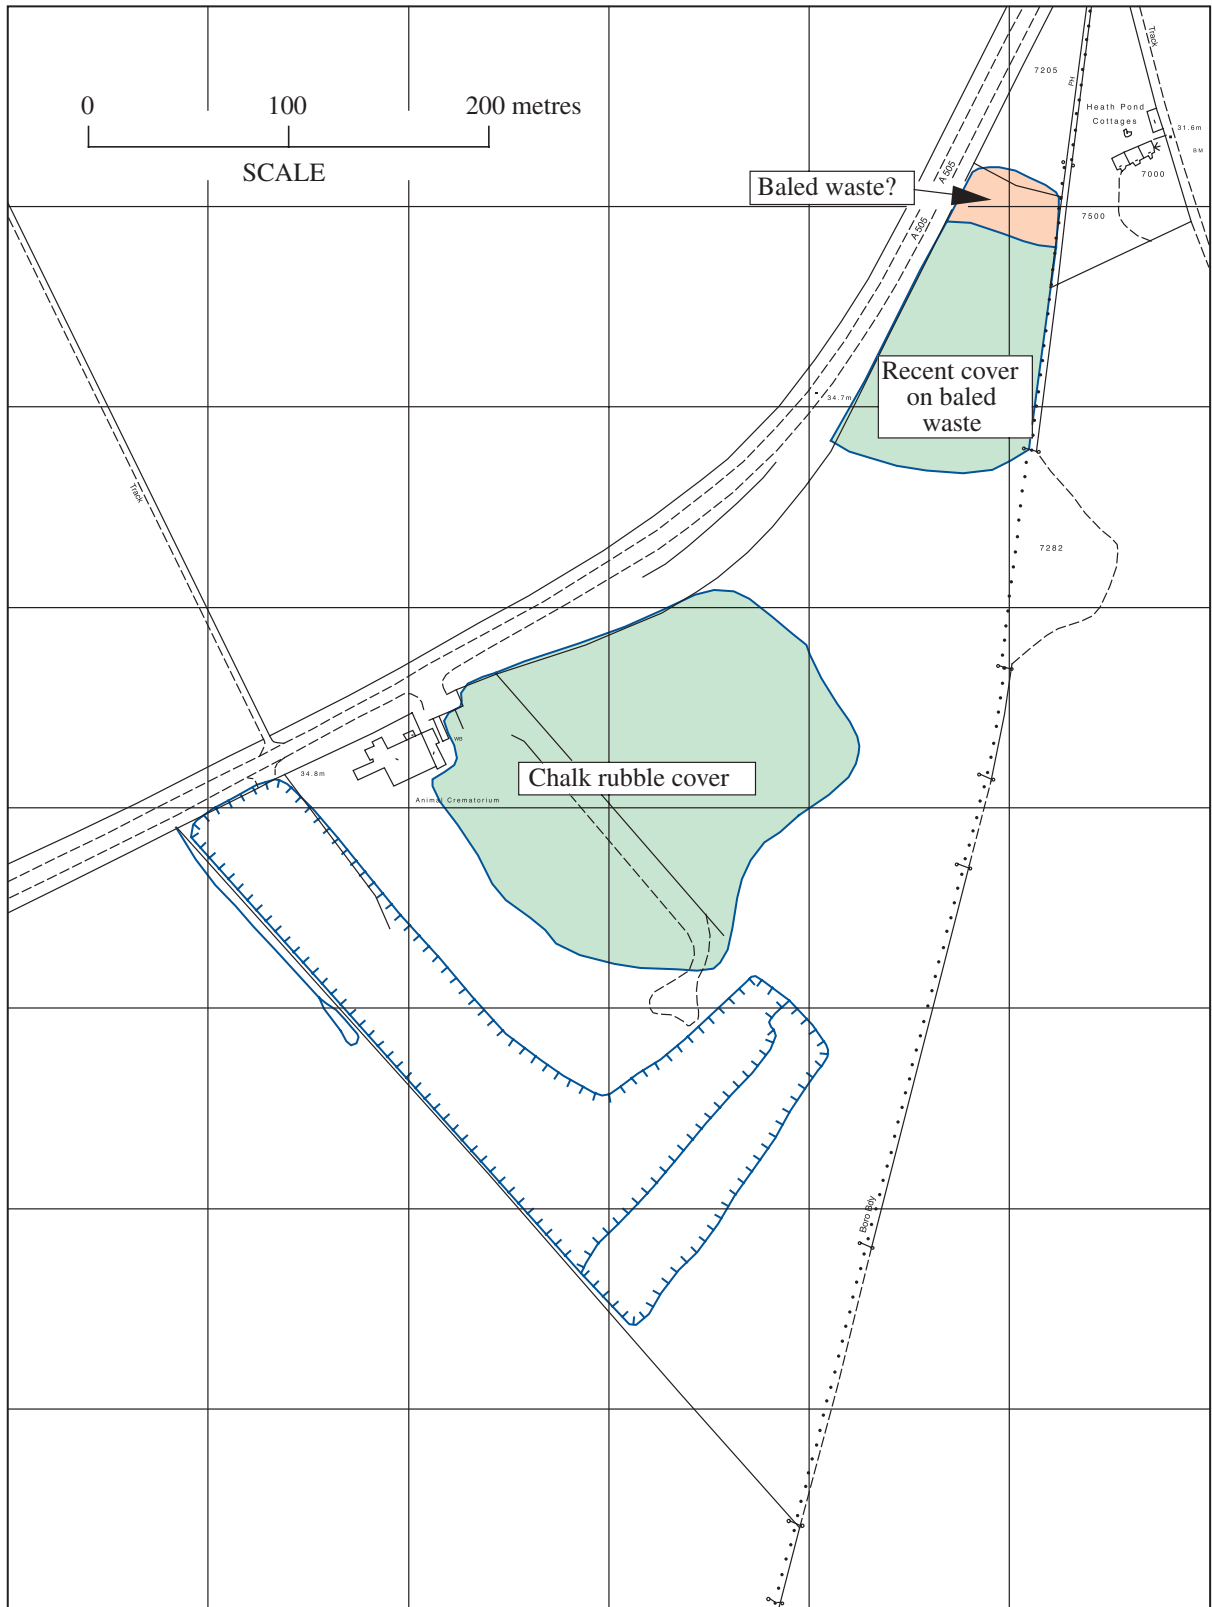 Track
7205
PH
0 100 200 metres
Heath Pond
Cottages
31.6m
BM
SCALE
A 505
7000
Baled waste?
7500
A 505
Recent cover
on baled
waste
34.7m
Track
7282
WB
34.8m
Chalk rubble cover
Animal Crematorium
Boro Bdy